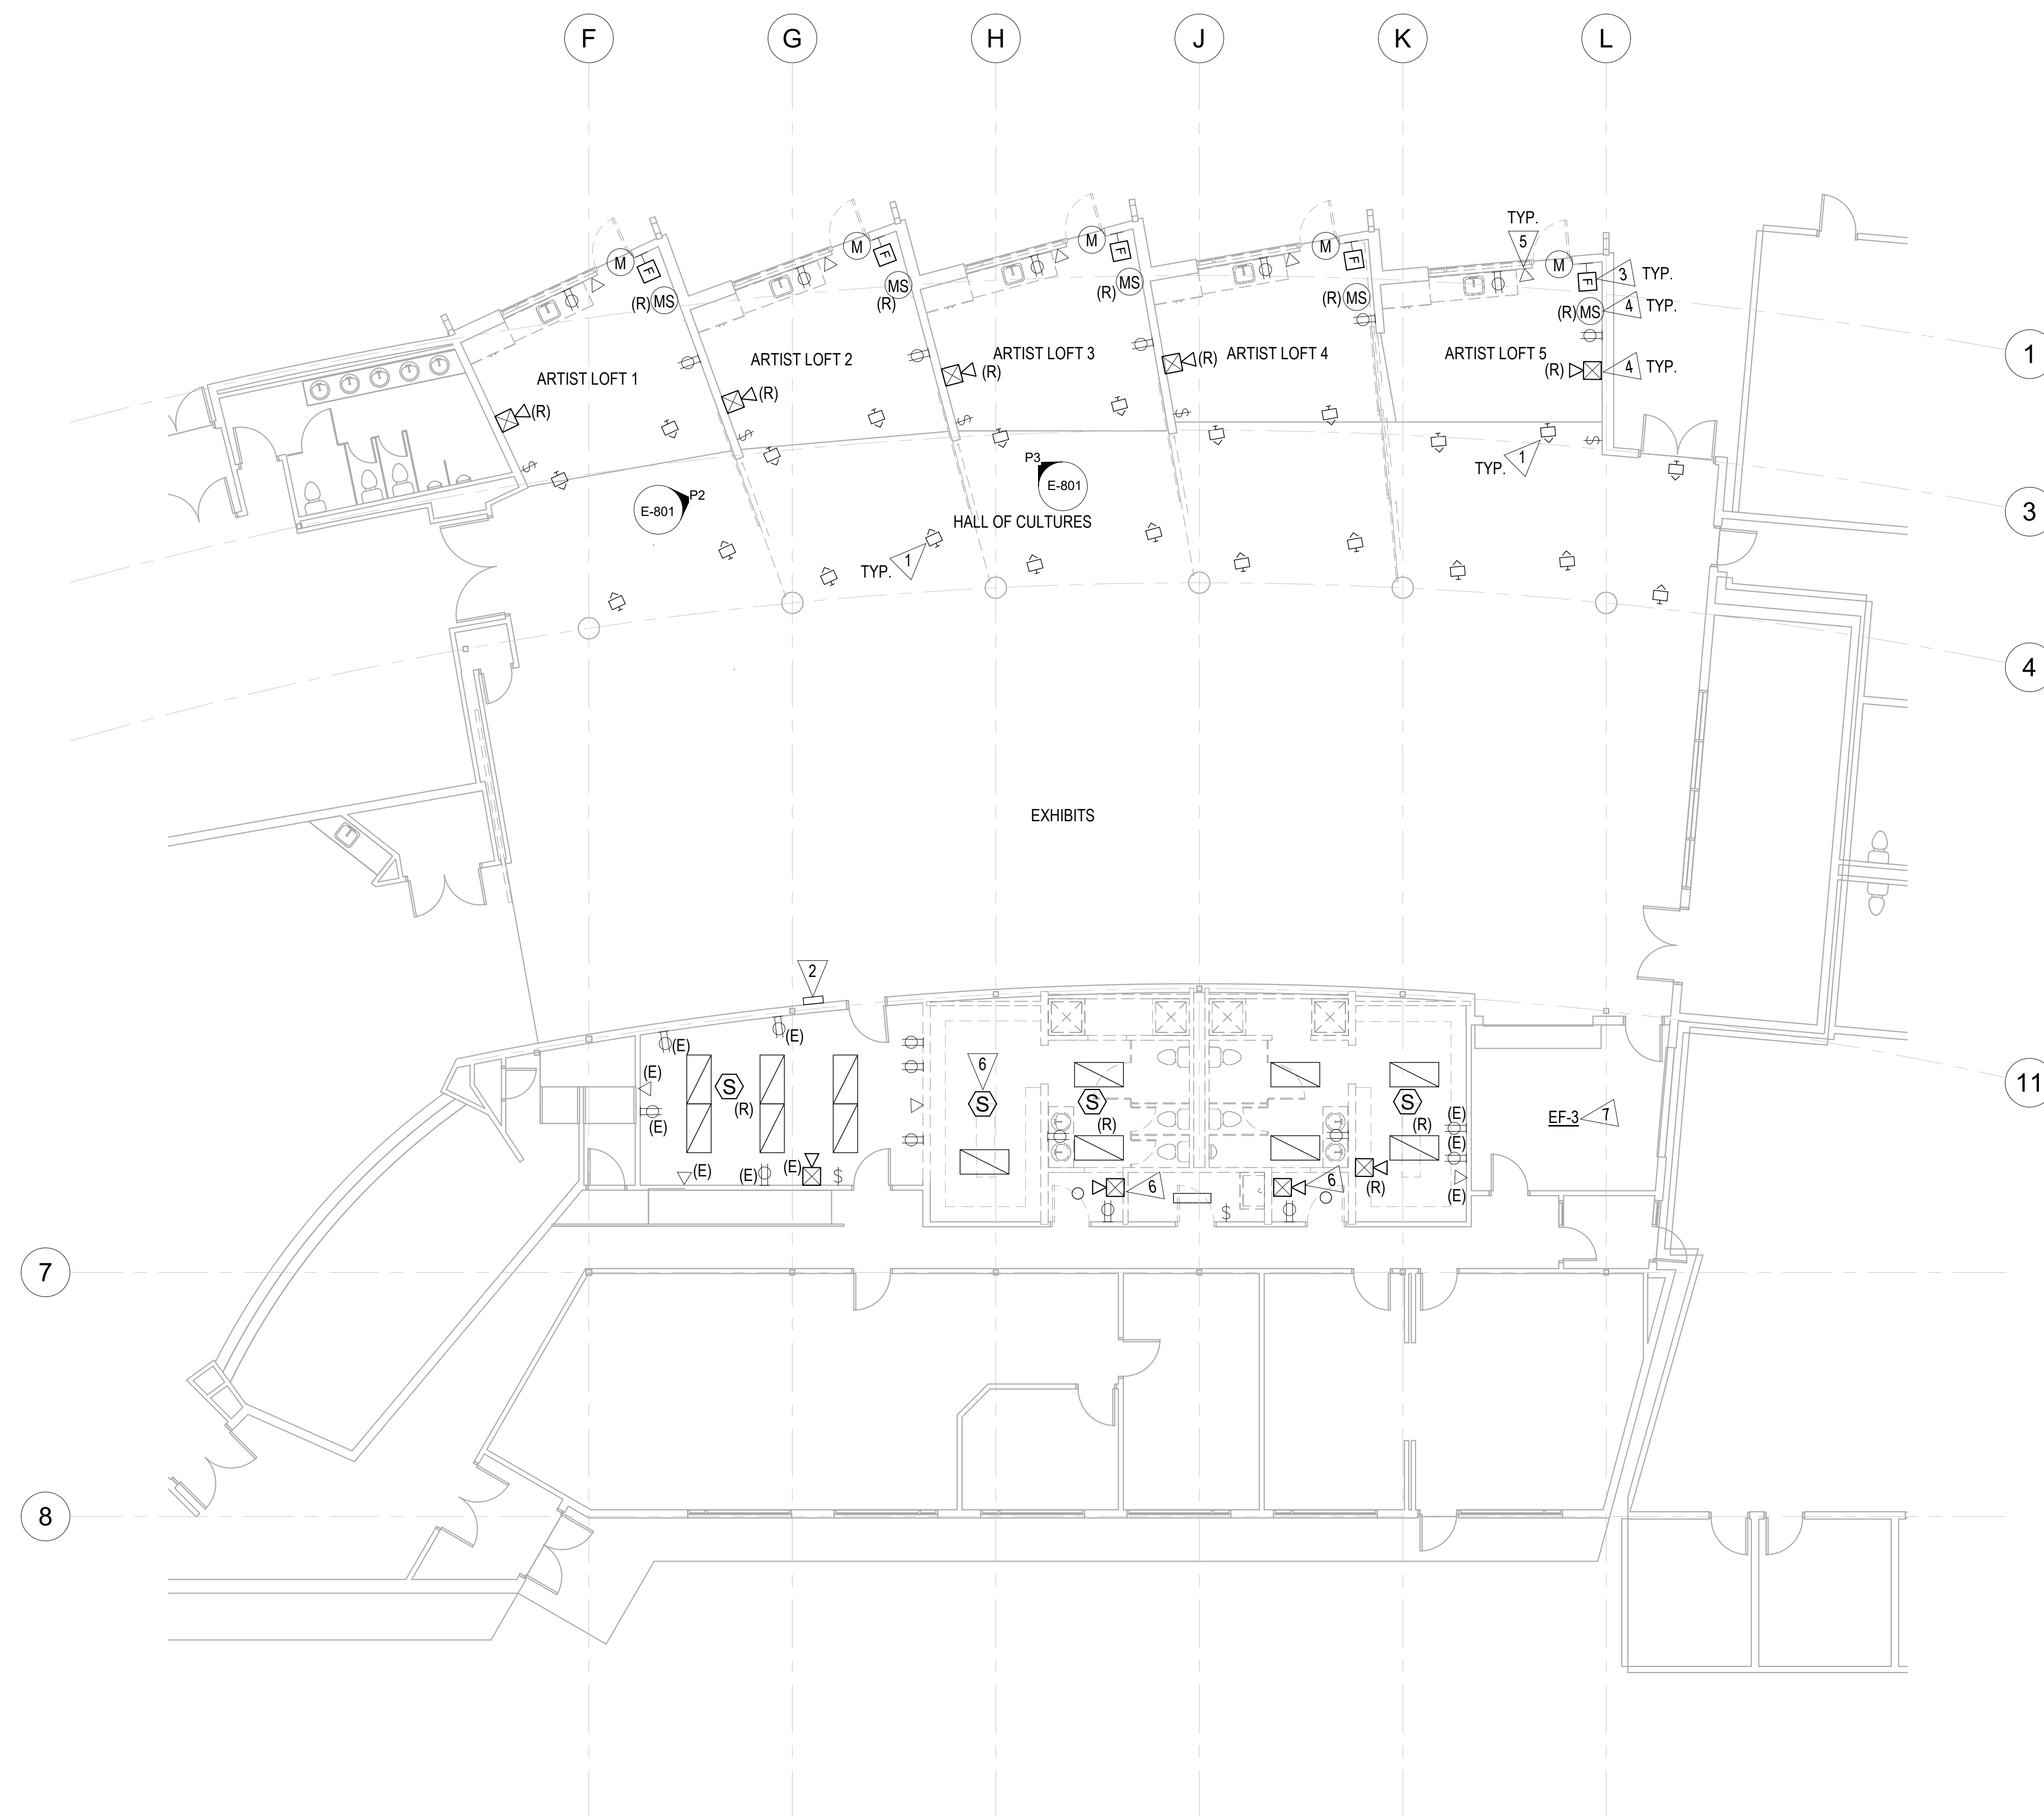 F G H J K L
TYP.
5
M F M F M F M F M F
3 TYP.
(R) MS MS (R) (R) MS (R) MS (R) MS
4 TYP.
1
ARTIST LOFT 1
ARTIST LOFT 2
ARTIST LOFT 3
ARTIST LOFT 4
ARTIST LOFT 5
(R) (R) (R) (R) (R)
4 TYP.
$ $ $ $ $
TYP. 1
P3
E-801
P2
E-801
HALL OF CULTURES
3
TYP. 1
4
EXHIBITS
2
(E) (E)
6
(E) S (R)
S
S (R)
S (R)
(E)
(E)
(E)
EF-3 7
11
(E) (E) (E) $
6
6
(R)
(E)
$
7
8